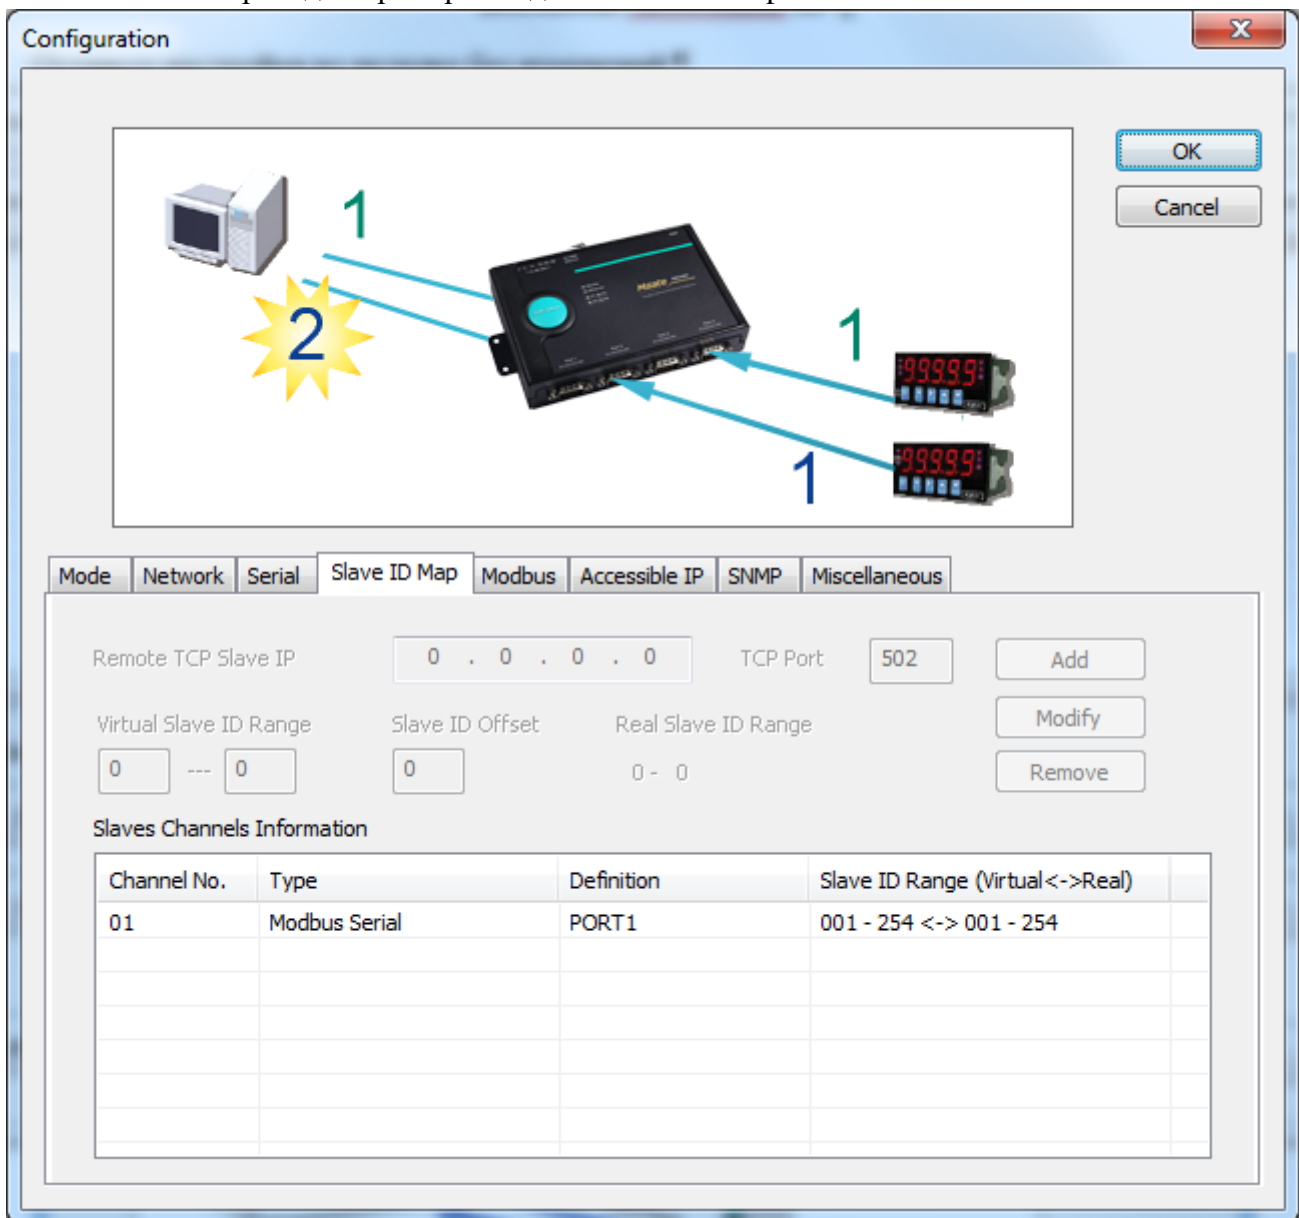 Configuration
OK
Cancel
1
2
1
1
99999
99999
Mode Network Serial Slave ID Map Modbus Accessible IP SNMP Miscellaneous
Remote TCP Slave IP 0 . 0 . 0 . 0 TCP Port 502 Add
Virtual Slave ID Range Slave ID Offset Real Slave ID Range Modify
0 --- 0 0 0 - 0 Remove
Slaves Channels Information
Channel No. Type Definition Slave ID Range (Virtual<->Real)
01 Modbus Serial PORT1 001 - 254 <-> 001 - 254